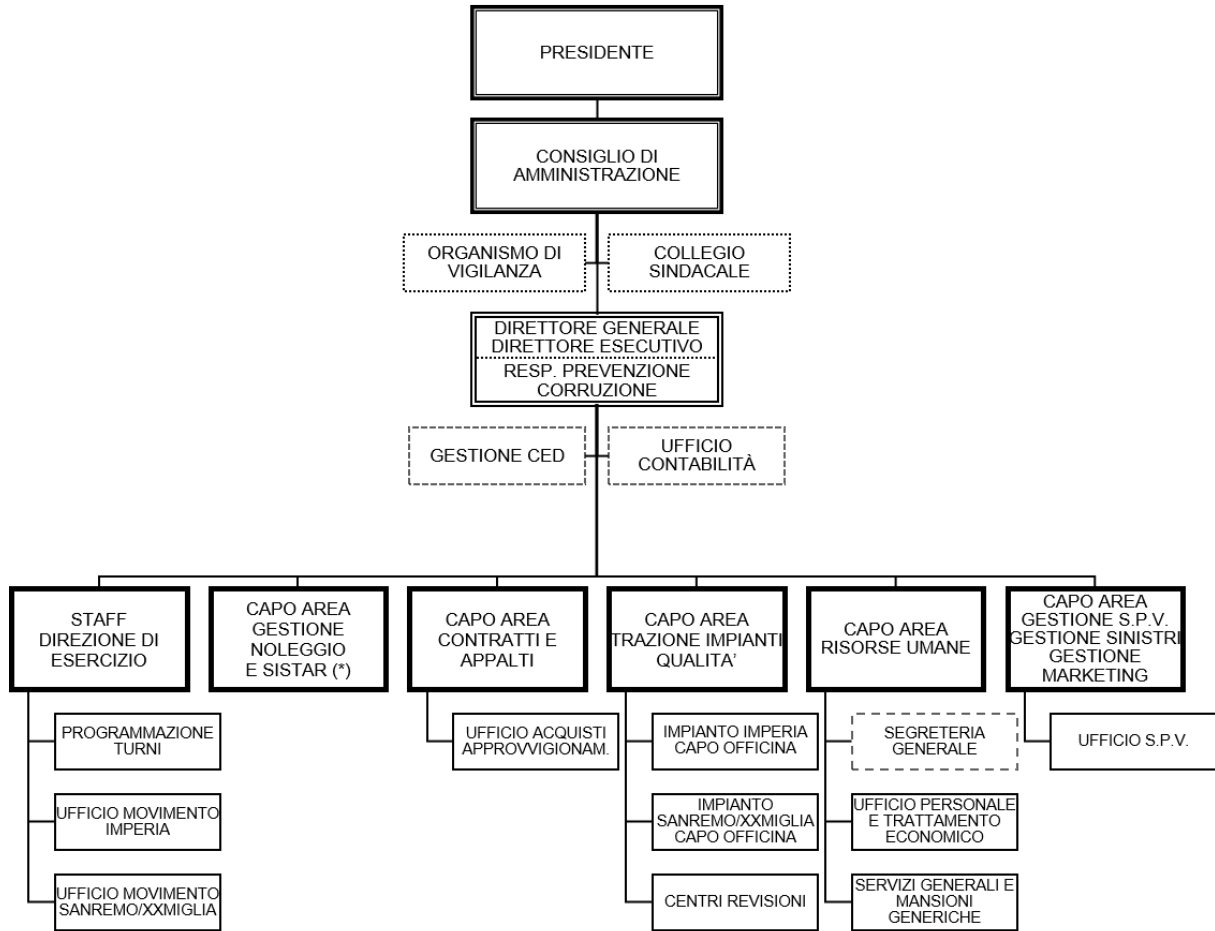 PRESIDENTE
CONSIGLIO DI
AMMINISTRAZIONE
ORGANISMO DI
VIGILANZA
COLLEGIO
SINDACALE
DIRETTORE GENERALE
DIRETTORE ESECUTIVO
RESP. PREVENZIONE
CORRUZIONE
GESTIONE CED
UFFICIO
CONTABILITÀ
STAFF
DIREZIONE DI
ESERCIZIO
CAPO AREA
GESTIONE
NOLEGGIO
E SISTAR (*)
CAPO AREA
CONTRATTI E
APPALTI
CAPO AREA
TRAZIONE IMPIANTI
QUALITA’
CAPO AREA
RISORSE UMANE
CAPO AREA
GESTIONE S.P.V.
GESTIONE SINISTRI
GESTIONE
MARKETING
PROGRAMMAZIONE
TURNI
UFFICIO MOVIMENTO
IMPERIA
UFFICIO MOVIMENTO
SANREMO/XXMIGLIA
UFFICIO ACQUISTI
APPROVVIGIONAM.
IMPIANTO IMPERIA
CAPO OFFICINA
IMPIANTO
SANREMO/XXMIGLIA
CAPO OFFICINA
CENTRI REVISIONI
SEGRETERIA
GENERALE
UFFICIO PERSONALE
E TRATTAMENTO
ECONOMICO
SERVIZI GENERALI E
MANSIONI
GENERICHE
UFFICIO S.P.V.